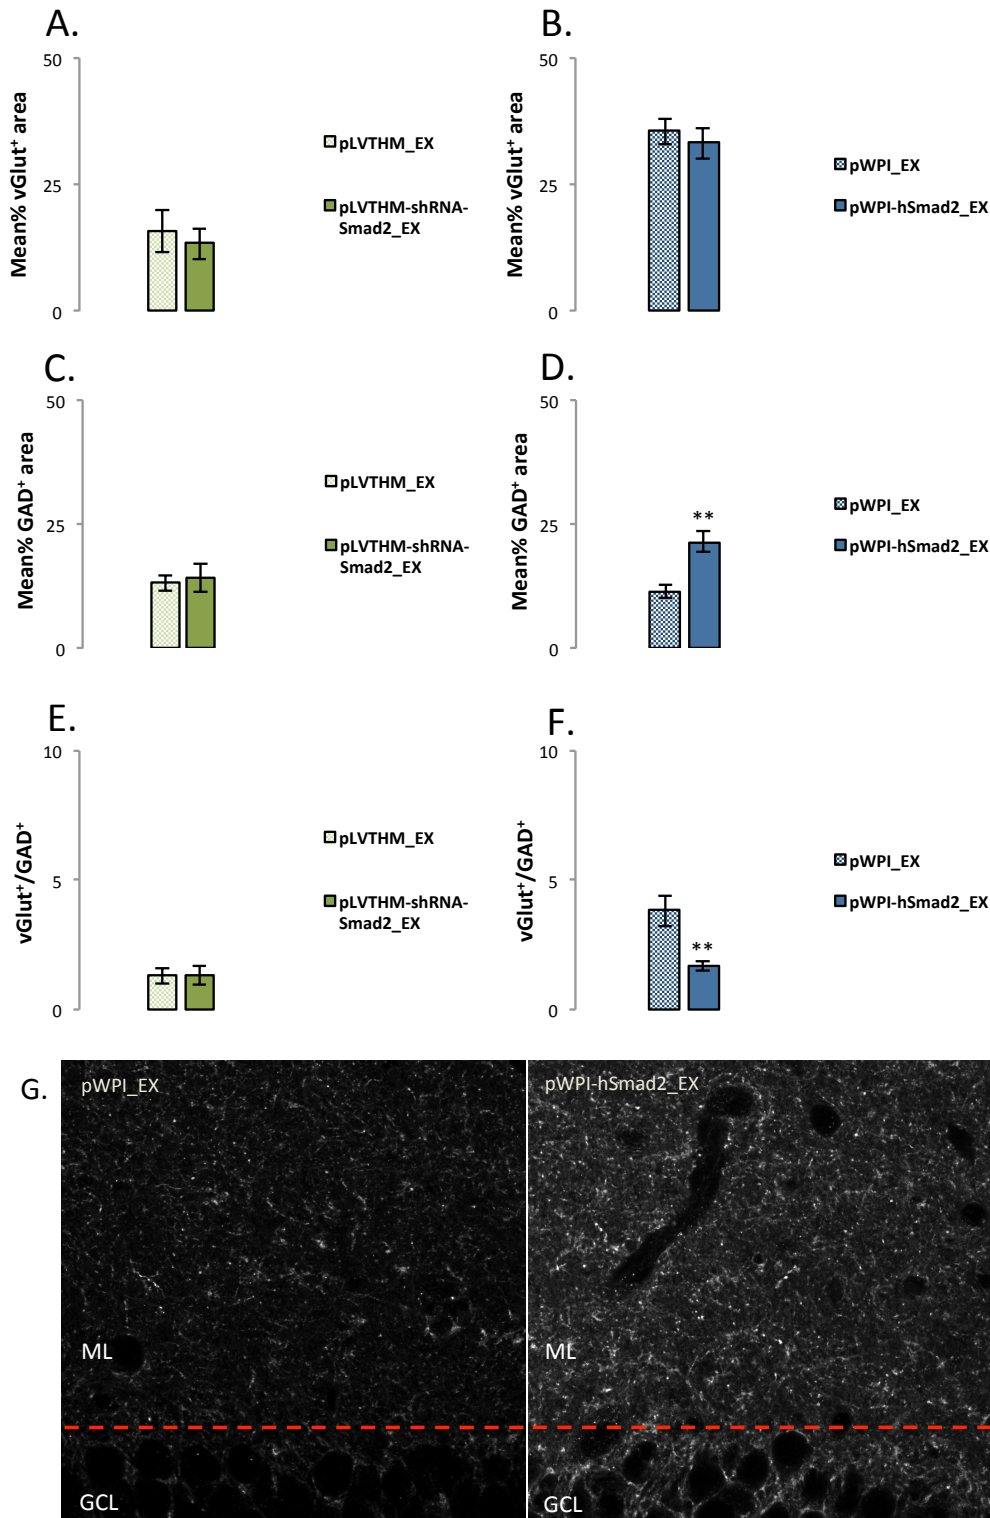 A.
50
25
0
Mean% vGlut⁺ area
pLVTHM_EX
pLVTHM-shRNA-
Smad2_EX
B.
50
25
0
Mean% vGlut⁺ area
pWPI_EX
pWPI-hSmad2_EX
C.
50
25
0
Mean% GAD⁺ area
pLVTHM_EX
pLVTHM-shRNA-
Smad2_EX
D.
50
25
0
Mean% GAD⁺ area
**
pWPI_EX
pWPI-hSmad2_EX
E.
10
5
0
vGlut⁺/GAD⁺
pLVTHM_EX
pLVTHM-shRNA-
Smad2_EX
F.
10
5
0
vGlut⁺/GAD⁺
**
pWPI_EX
pWPI-hSmad2_EX
G.
pWPI_EX
ML
GCL
pWPI-hSmad2_EX
ML
GCL